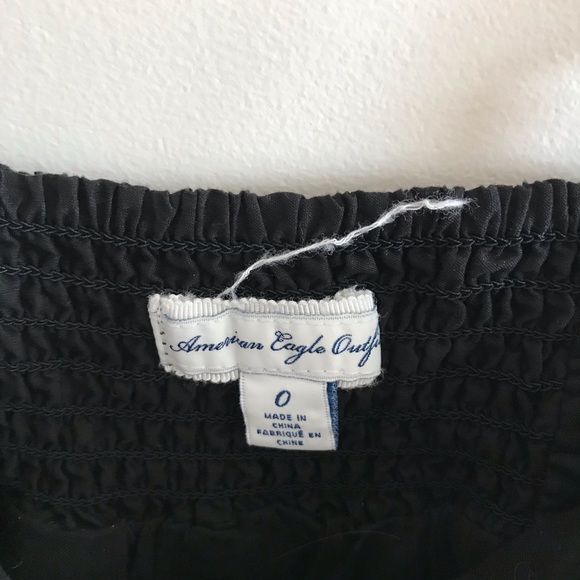 American Eagle Outfi
0
MADE IN
CHINA
FABRIQUÉ EN
CHINE